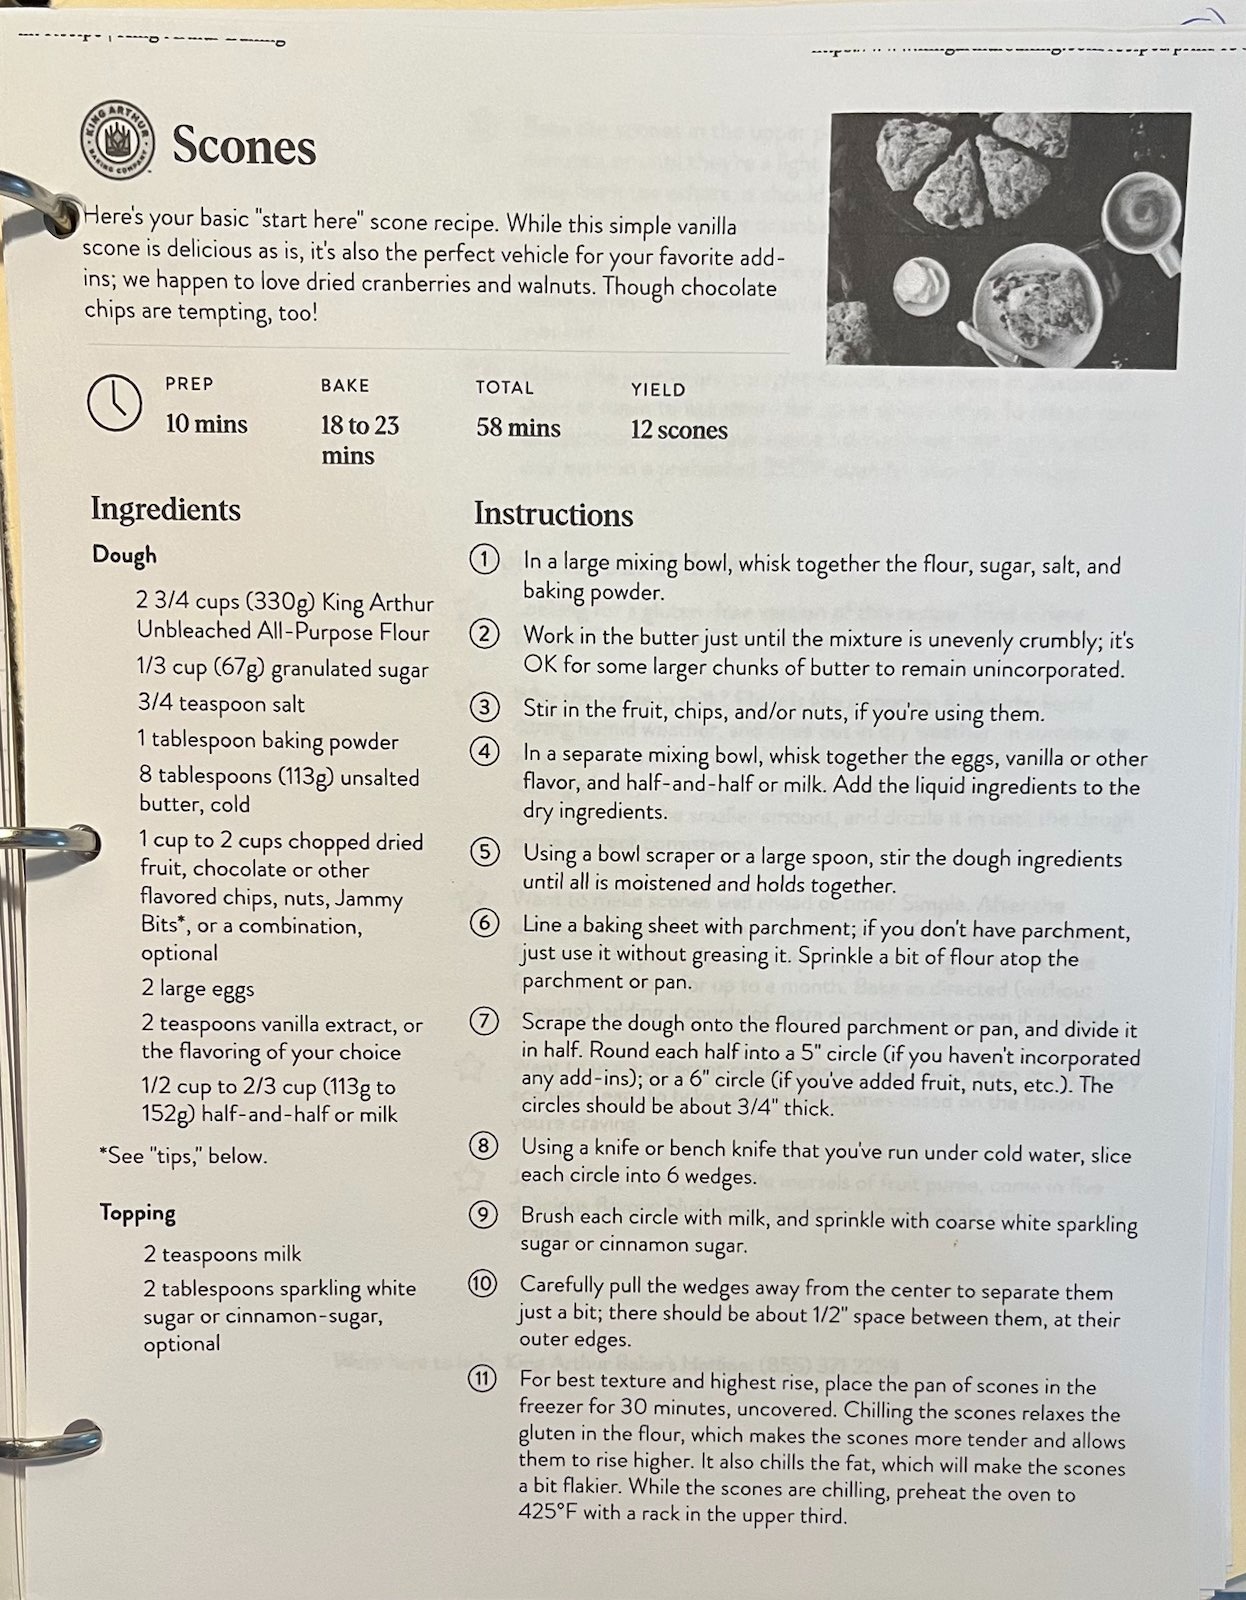 KING ARTHUR
BAKING COMPANY
Scones
Here's your basic "start here" scone recipe. While this simple vanilla
scone is delicious as is, it's also the perfect vehicle for your favorite add-
ins; we happen to love dried cranberries and walnuts. Though chocolate
chips are tempting, too!
PREP
10 mins
BAKE
18 to 23
mins
TOTAL
58 mins
YIELD
12 scones
Ingredients
Dough
2 3/4 cups (330g) King Arthur
Unbleached All-Purpose Flour
1/3 cup (67g) granulated sugar
3/4 teaspoon salt
1 tablespoon baking powder
8 tablespoons (113g) unsalted
butter, cold
1 cup to 2 cups chopped dried
fruit, chocolate or other
flavored chips, nuts, Jammy
Bits*, or a combination,
optional
2 large eggs
2 teaspoons vanilla extract, or
the flavoring of your choice
1/2 cup to 2/3 cup (113g to
152g) half-and-half or milk
*See "tips," below.
Topping
2 teaspoons milk
2 tablespoons sparkling white
sugar or cinnamon-sugar,
optional
Instructions
1 In a large mixing bowl, whisk together the flour, sugar, salt, and
baking powder.
2 Work in the butter just until the mixture is unevenly crumbly; it's
OK for some larger chunks of butter to remain unincorporated.
3 Stir in the fruit, chips, and/or nuts, if you're using them.
4 In a separate mixing bowl, whisk together the eggs, vanilla or other
flavor, and half-and-half or milk. Add the liquid ingredients to the
dry ingredients.
5 Using a bowl scraper or a large spoon, stir the dough ingredients
until all is moistened and holds together.
6 Line a baking sheet with parchment; if you don't have parchment,
just use it without greasing it. Sprinkle a bit of flour atop the
parchment or pan.
7 Scrape the dough onto the floured parchment or pan, and divide it
in half. Round each half into a 5" circle (if you haven't incorporated
any add-ins); or a 6" circle (if you've added fruit, nuts, etc.). The
circles should be about 3/4" thick.
8 Using a knife or bench knife that you've run under cold water, slice
each circle into 6 wedges.
9 Brush each circle with milk, and sprinkle with coarse white sparkling
sugar or cinnamon sugar.
10 Carefully pull the wedges away from the center to separate them
just a bit; there should be about 1/2" space between them, at their
outer edges.
11 For best texture and highest rise, place the pan of scones in the
freezer for 30 minutes, uncovered. Chilling the scones relaxes the
gluten in the flour, which makes the scones more tender and allows
them to rise higher. It also chills the fat, which will make the scones
a bit flakier. While the scones are chilling, preheat the oven to
425°F with a rack in the upper third.